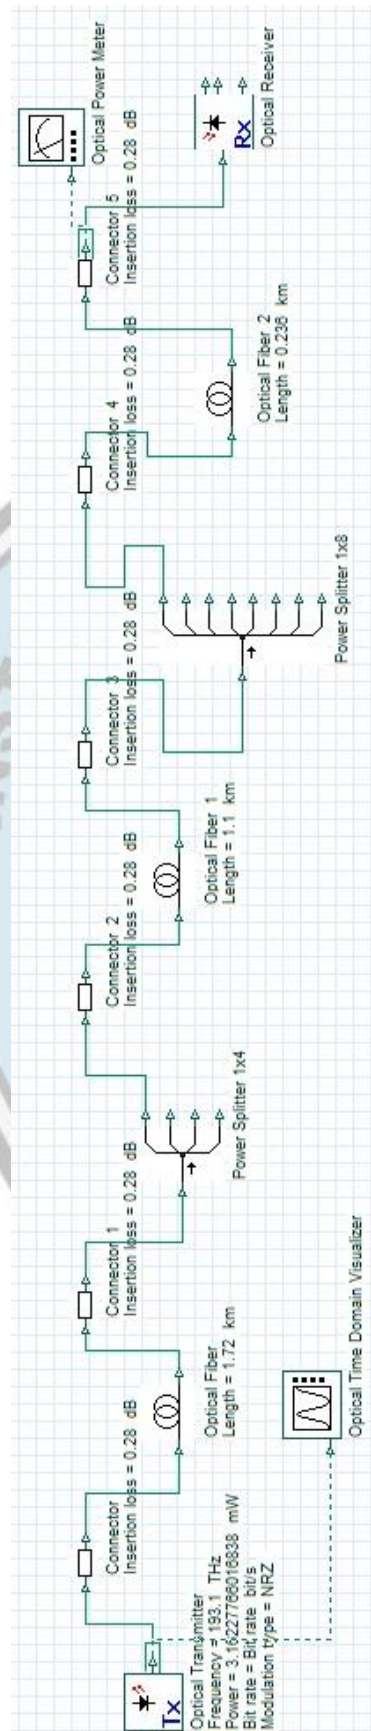 Tx
Optical Transmitter
Frequency = 193.1 THz
Power = 3.16227766016838 mW
Bit rate = Bit rate bit/s
Modulation type = NRZ
Connector
Insertion loss = 0.28 dB
Optical Fiber
Length = 1.72 km
Optical Time Domain Visualizer
Connector 1
Insertion loss = 0.28 dB
Power Splitter 1x4
Connector 2
Insertion loss = 0.28 dB
Optical Fiber 1
Length = 1.1 km
Connector 3
Insertion loss = 0.28 dB
Power Splitter 1x8
Connector 4
Insertion loss = 0.28 dB
Optical Fiber 2
Length = 0.236 km
Connector 5
Insertion loss = 0.28 dB
Optical Power Meter
Rx
Optical Receiver